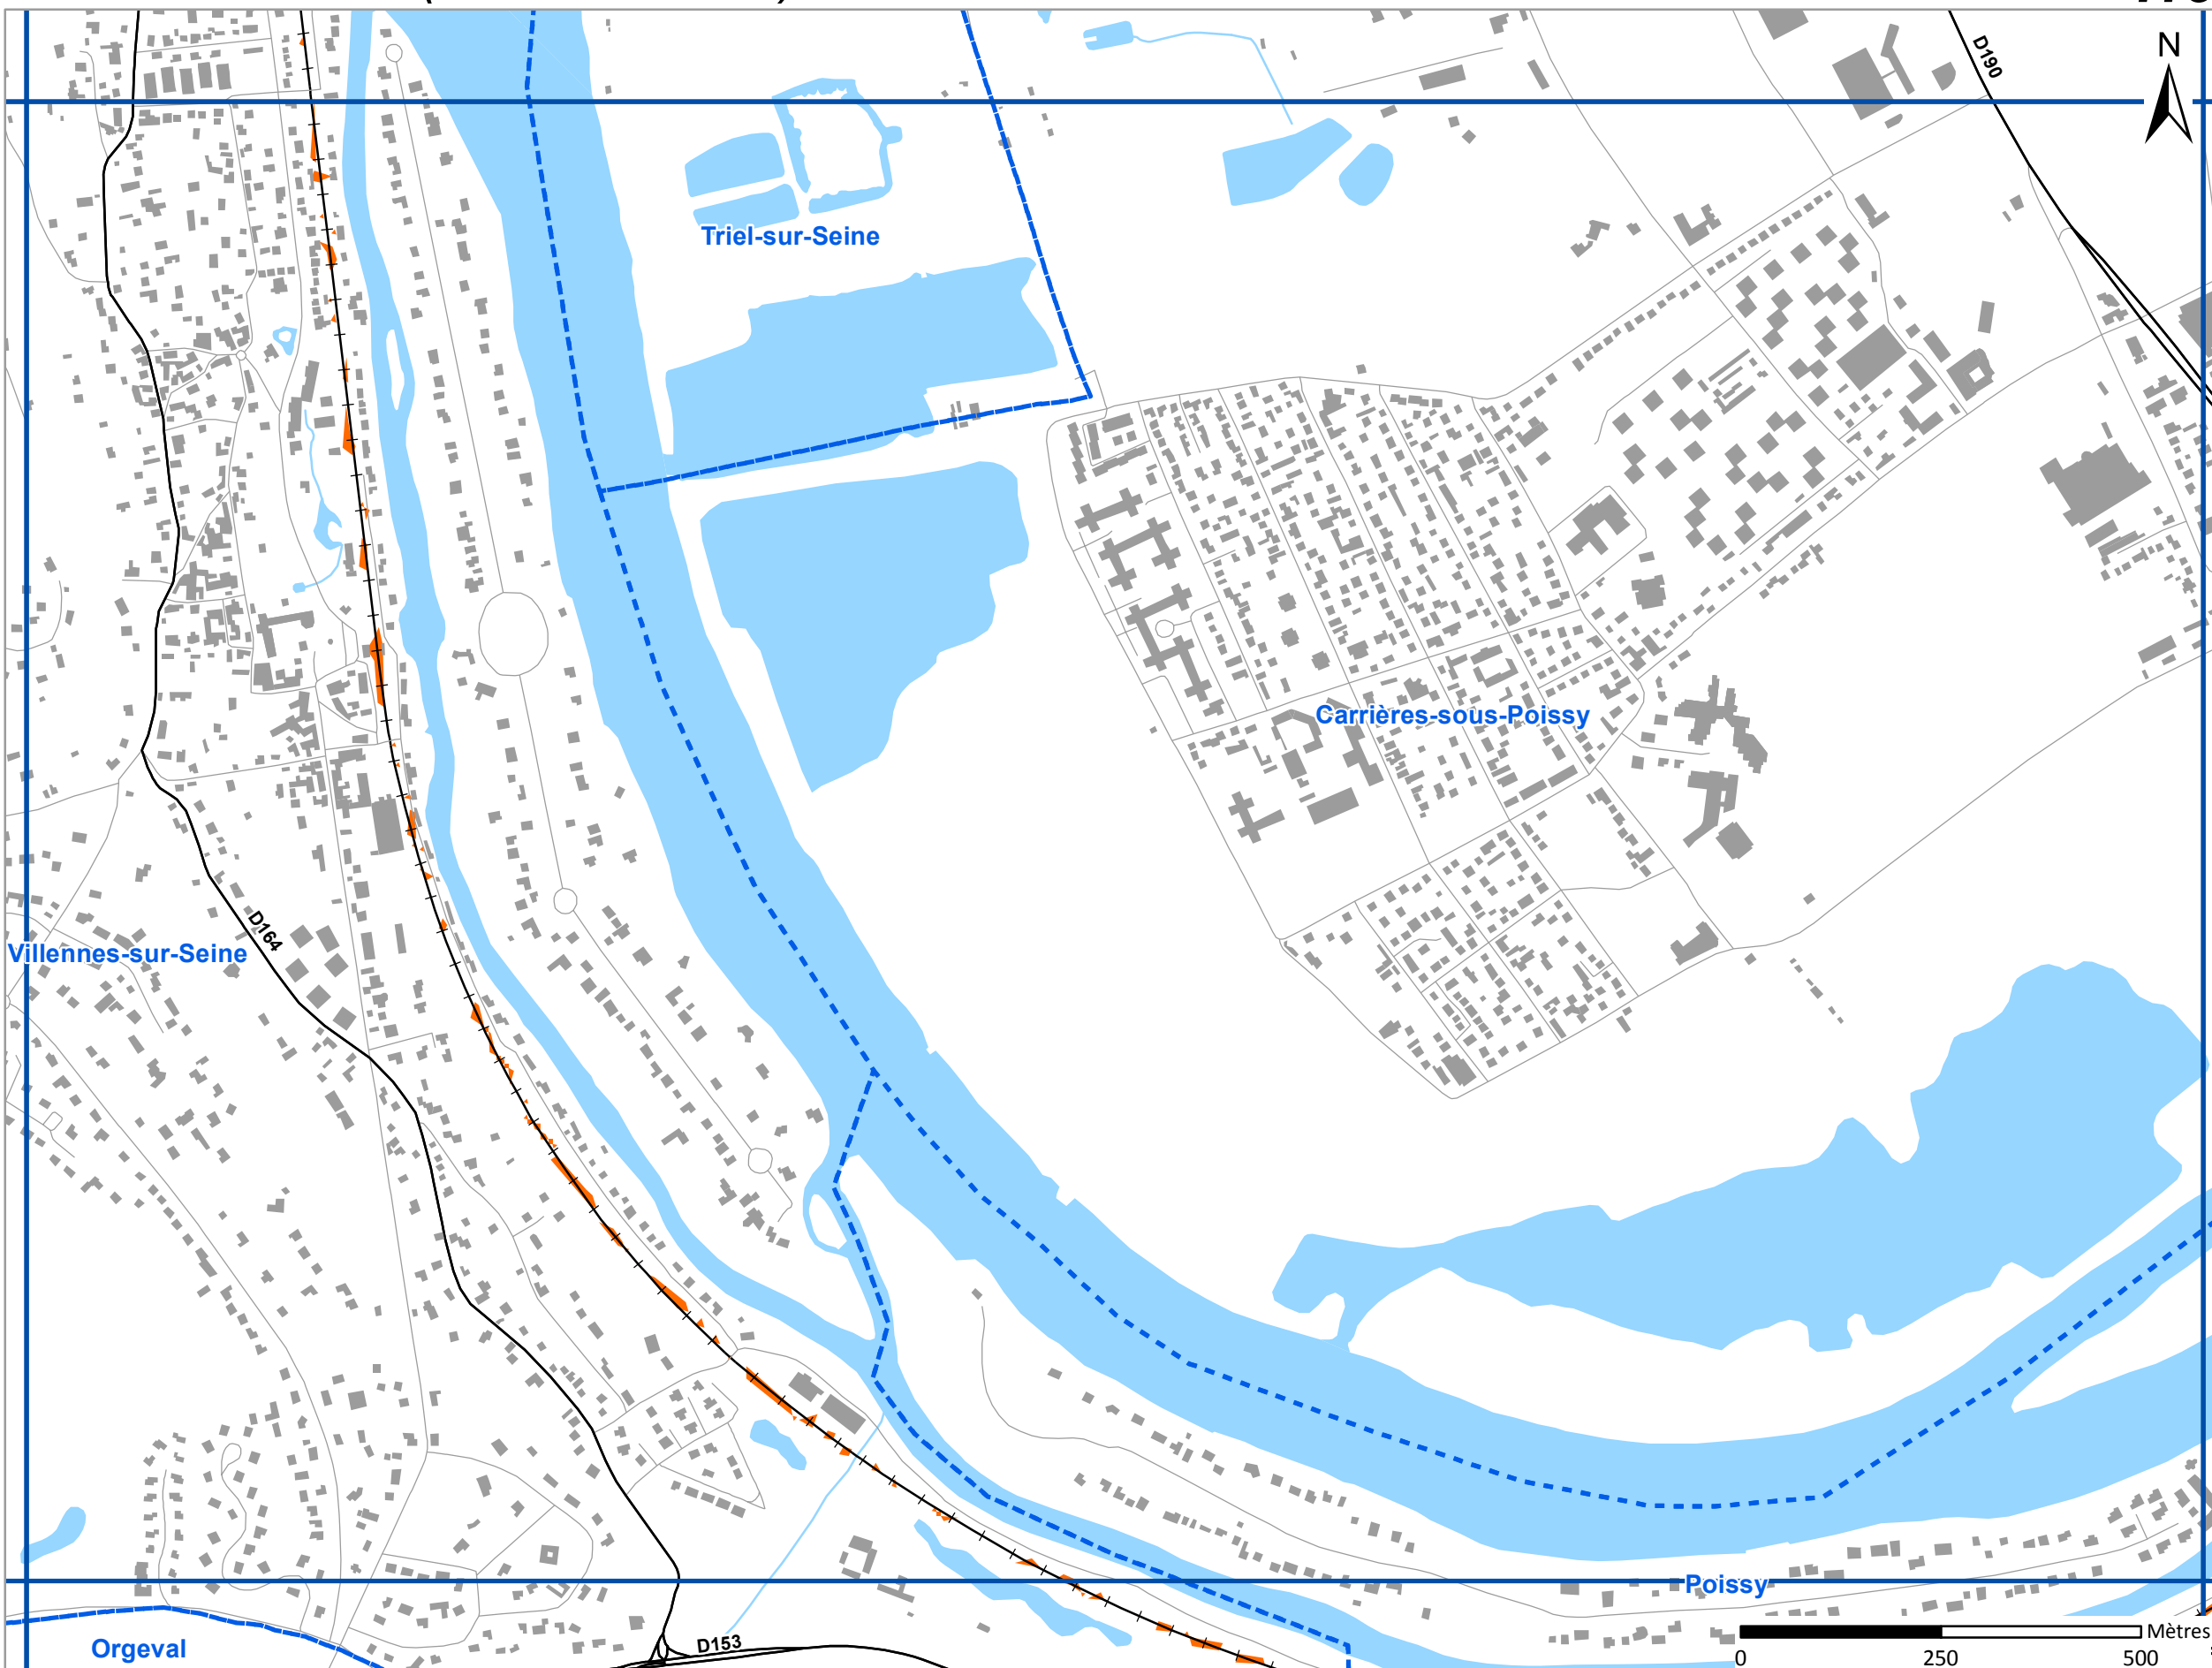 D190
N
Triel-sur-Seine
Carrières-sous-Poissy
D164
Villennes-sur-Seine
Poissy
Mètres
D153
Orgeval
0 250 500